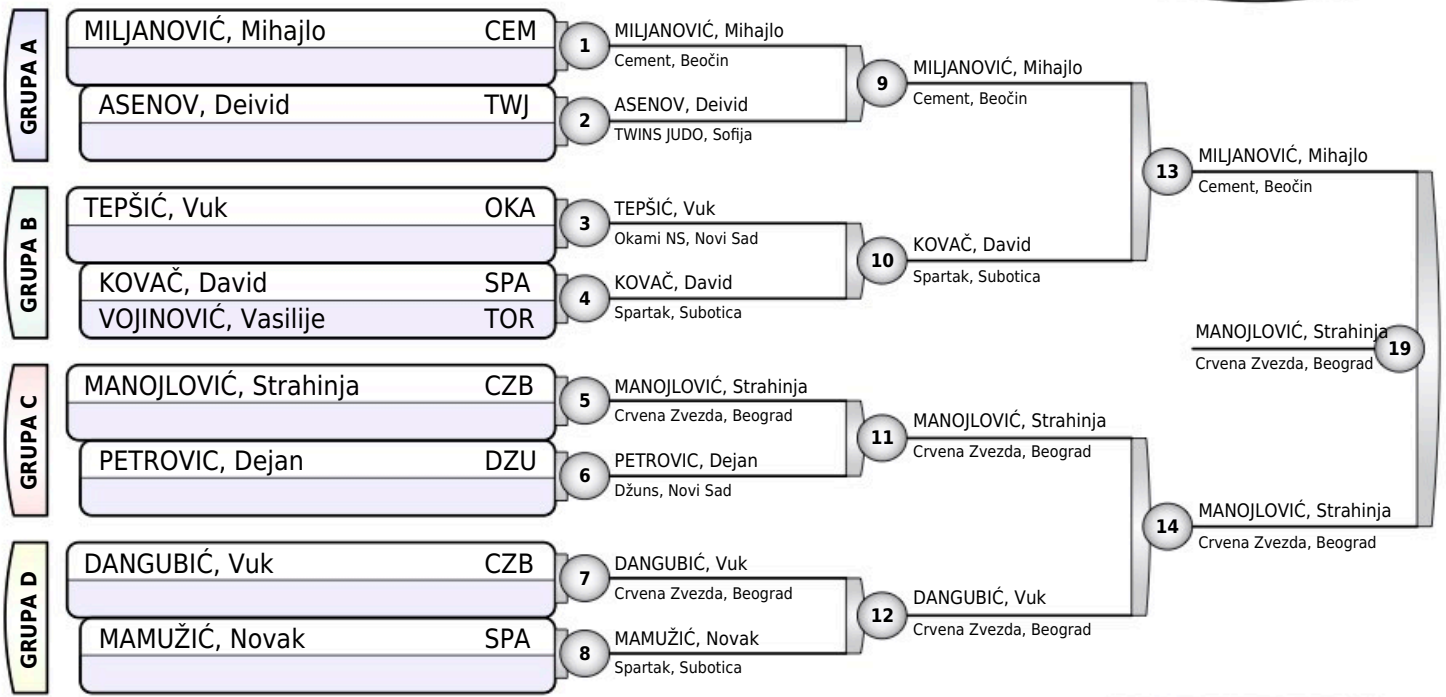 GRUPA A
MILJANOVIĆ, Mihajlo CEM
ASENOV, Deivid TWJ
1
MILJANOVIĆ, Mihajlo
Cement, Beočin
2
ASENOV, Deivid
TWINS JUDO, Sofija
9
MILJANOVIĆ, Mihajlo
Cement, Beočin
GRUPA B
TEPŠIĆ, Vuk OKA
KOVAČ, David SPA
VOJINOVIĆ, Vasilije TOR
3
TEPŠIĆ, Vuk
Okami NS, Novi Sad
4
KOVAČ, David
Spartak, Subotica
10
KOVAČ, David
Spartak, Subotica
13
MILJANOVIĆ, Mihajlo
Cement, Beočin
GRUPA C
MANOJLOVIĆ, Strahinja CZB
PETROVIC, Dejan DZU
5
MANOJLOVIĆ, Strahinja
Crvena Zvezda, Beograd
6
PETROVIC, Dejan
Džuns, Novi Sad
11
MANOJLOVIĆ, Strahinja
Crvena Zvezda, Beograd
GRUPA D
DANGUBIĆ, Vuk CZB
MAMUŽIĆ, Novak SPA
7
DANGUBIĆ, Vuk
Crvena Zvezda, Beograd
8
MAMUŽIĆ, Novak
Spartak, Subotica
12
DANGUBIĆ, Vuk
Crvena Zvezda, Beograd
14
MANOJLOVIĆ, Strahinja
Crvena Zvezda, Beograd
MANOJLOVIĆ, Strahinja
Crvena Zvezda, Beograd
19